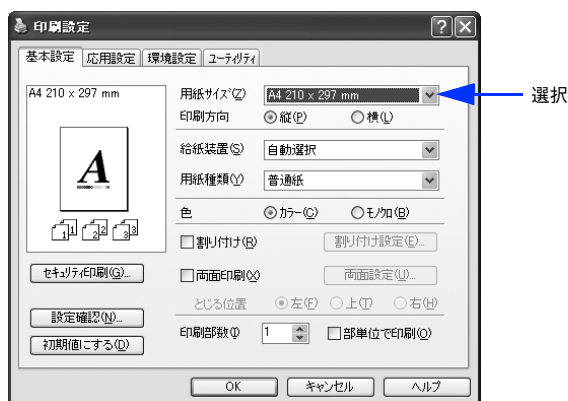 印刷設定
基本設定 応用設定 環境設定 ユーティリティ
A4 210 x 297 mm
用紙サイズ(Z) A4 210 x 297 mm
選択
印刷方向 縦(P) 横(L)
給紙装置(S) 自動選択
用紙種類(Y) 普通紙
A
色 カラー(C) モノクロ(B)
1 1 2 2 3 3
割り付け(R) 割り付け設定(E)...
セキュリティ印刷(G)...
両面印刷(X) 両面設定(U)...
とじる位置 左(F) 上(T) 右(H)
設定確認(N)...
印刷部数(I) 1 部単位で印刷(O)
初期値にする(D)
OK キャンセル ヘルプ